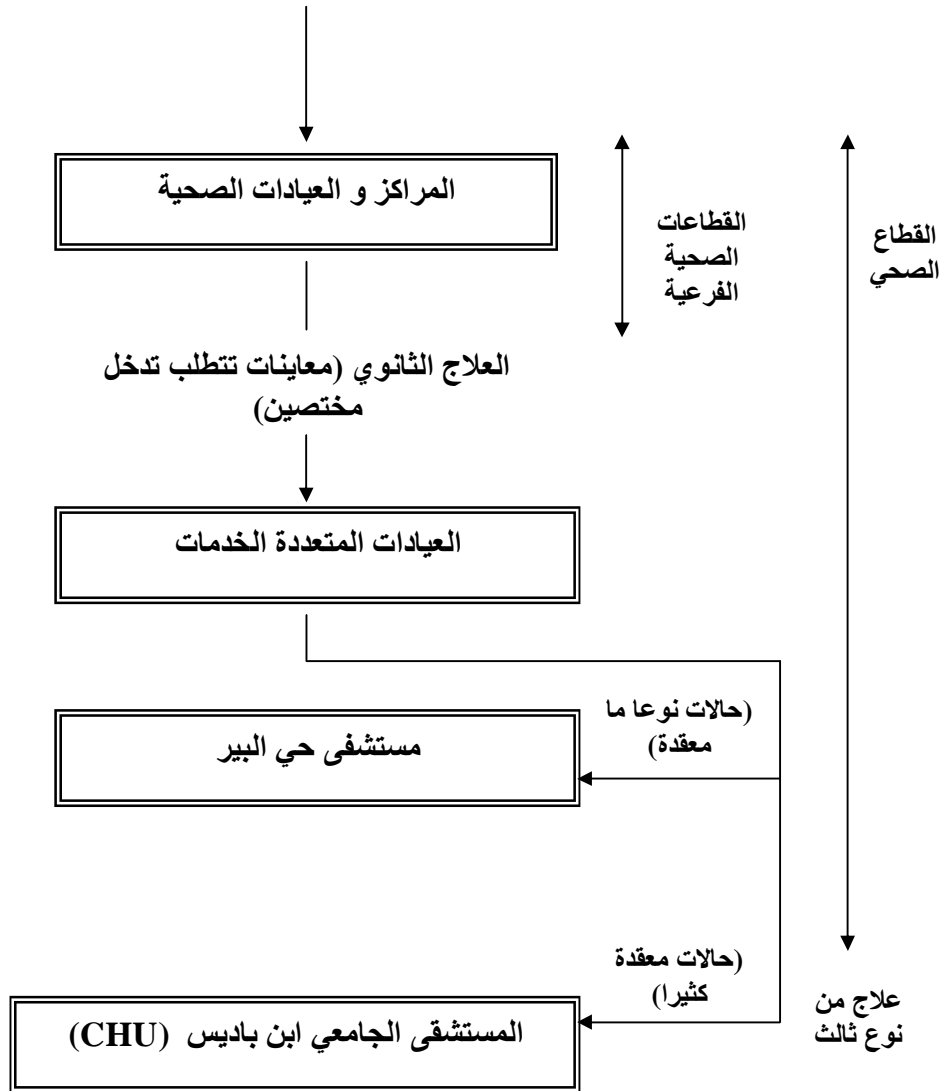 المراكز و العيادات الصحية
القطاعات
الصحية
الفرعية
القطاع
الصحي
العلاج الثانوي (معاينات تتطلب تدخل
مختصين)
العيادات المتعددة الخدمات
(حالات نوعا ما
معقدة)
مستشفى حي البير
(حالات معقدة
كثيرا)
علاج من
نوع ثالث
المستشقى الجامعي ابن باديس (CHU)